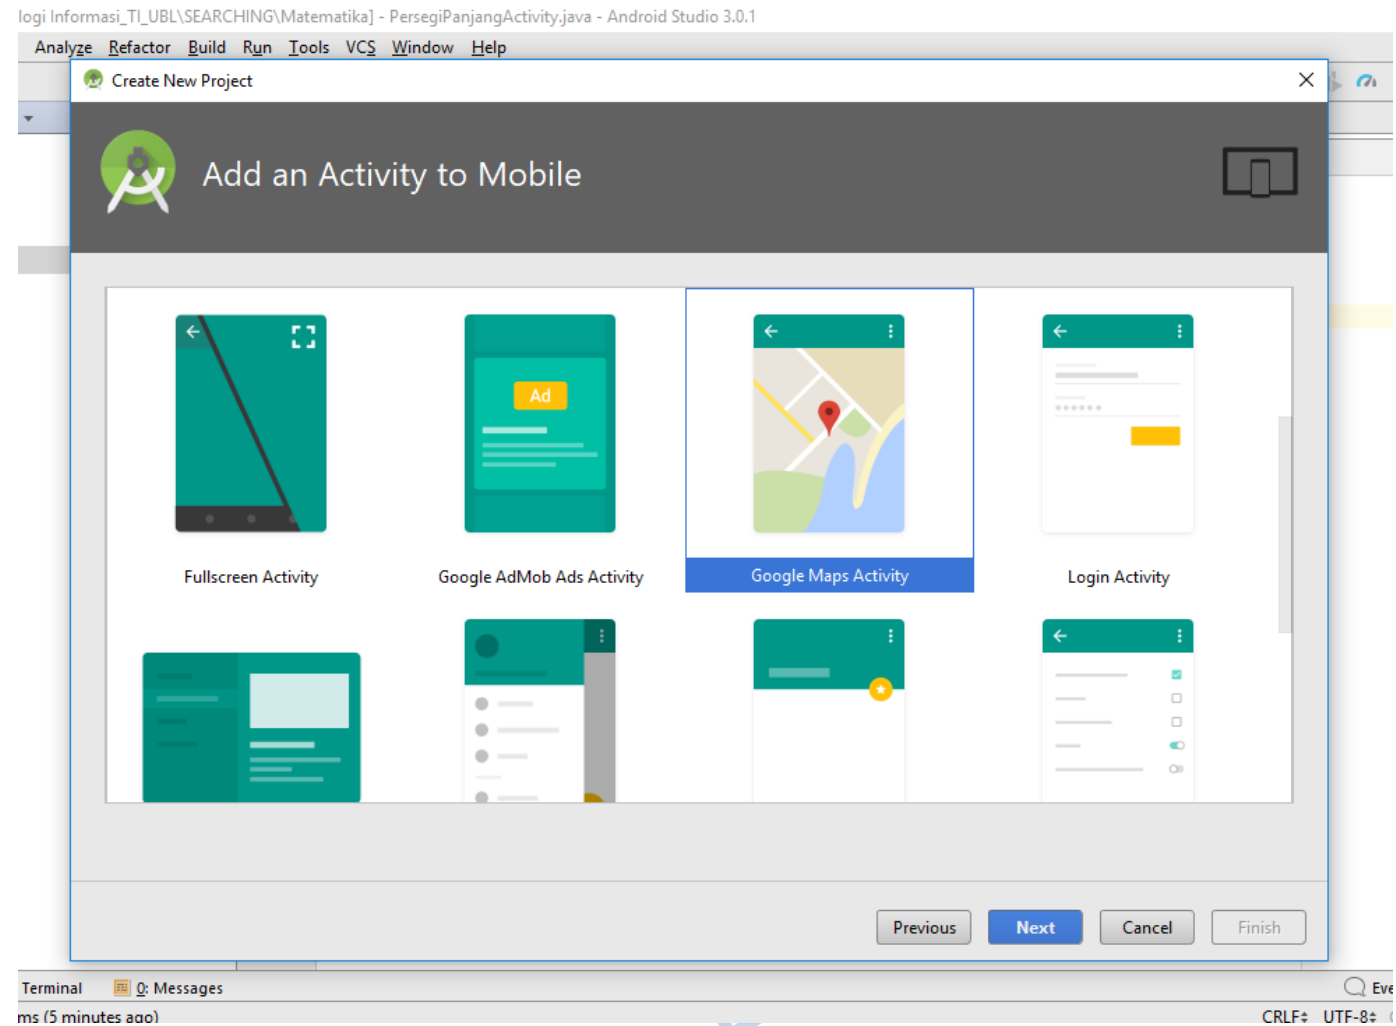 logi Informasi_TI_UBL\SEARCHING\Matematika] - PersegiPanjangActivity.java - Android Studio 3.0.1
Analyze Refactor Build Run Tools VCS Window Help
Create New Project
Add an Activity to Mobile
Ad
Fullscreen Activity
Google AdMob Ads Activity
Google Maps Activity
Login Activity
Previous
Next
Cancel
Finish
Terminal
0: Messages
Eve
ms (5 minutes ago)
CRLF
UTF-8